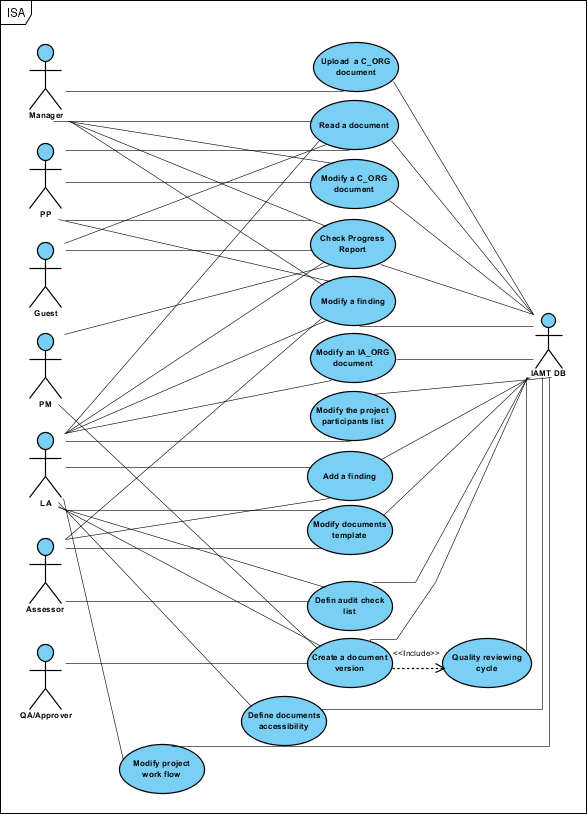 ISA
Upload a C_ORG
document
Manager
Read a document
Modify a C_ORG
document
PP
Check Progress
Report
Guest
Modify a finding
Modify an IA_ORG
document
IAMT DB
PM
Modify the project
participants list
Add a finding
LA
Modify documents
template
Defin audit check
list
Assessor
Create a document
version
<<Include>>
Quality reviewing
cycle
QA/Approver
Define documents
accessibility
Modify project
work flow